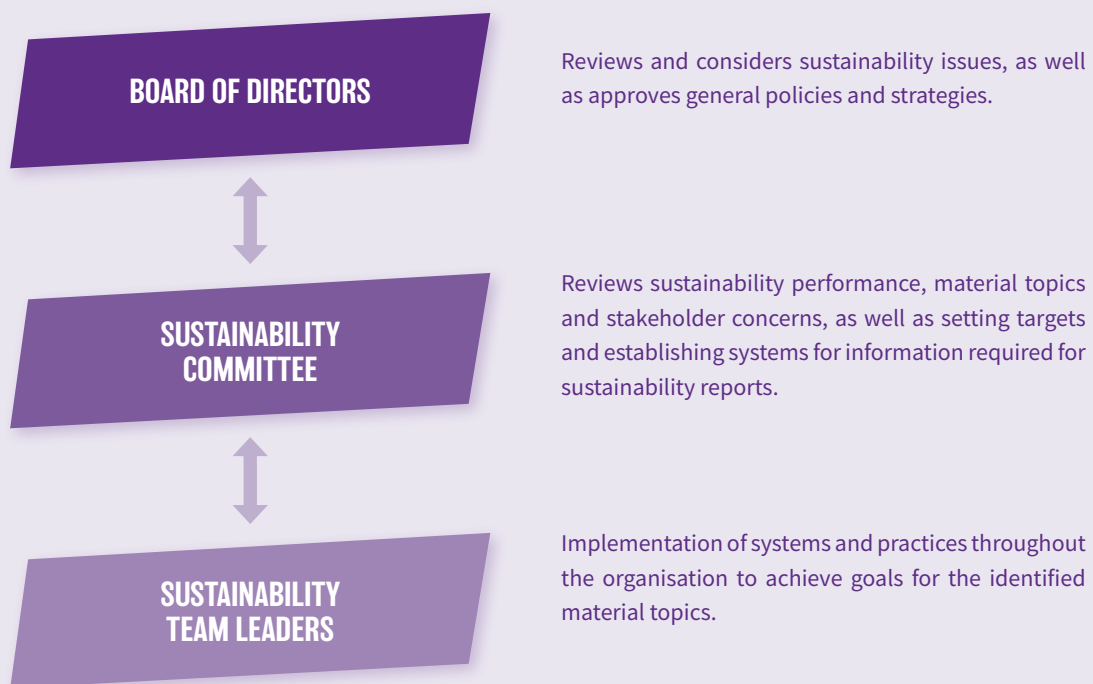 BOARD OF DIRECTORS
Reviews and considers sustainability issues, as well
as approves general policies and strategies.
SUSTAINABILITY
COMMITTEE
Reviews sustainability performance, material topics
and stakeholder concerns, as well as setting targets
and establishing systems for information required for
sustainability reports.
SUSTAINABILITY
TEAM LEADERS
Implementation of systems and practices throughout
the organisation to achieve goals for the identified
material topics.